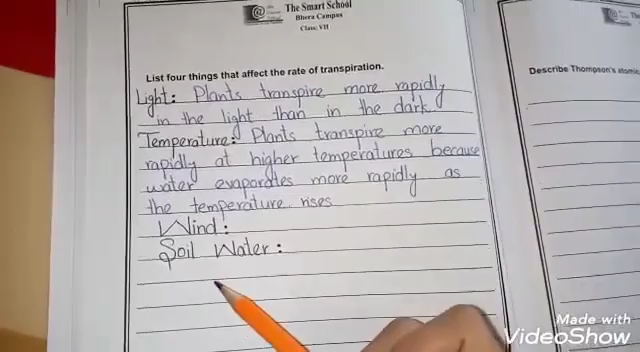 The Smart School
Bhera Campus
Class: VII
List four things that affect the rate of transpiration.
Light: Plants transpire more rapidly
in the light than in the dark
Temperature: Plants transpire more
rapidly at higher temperatures because
water evaporates more rapidly as
the temperature rises
Wind:
Soil Water:
The
Describe Thompson's atomic
Made with
VideoShow